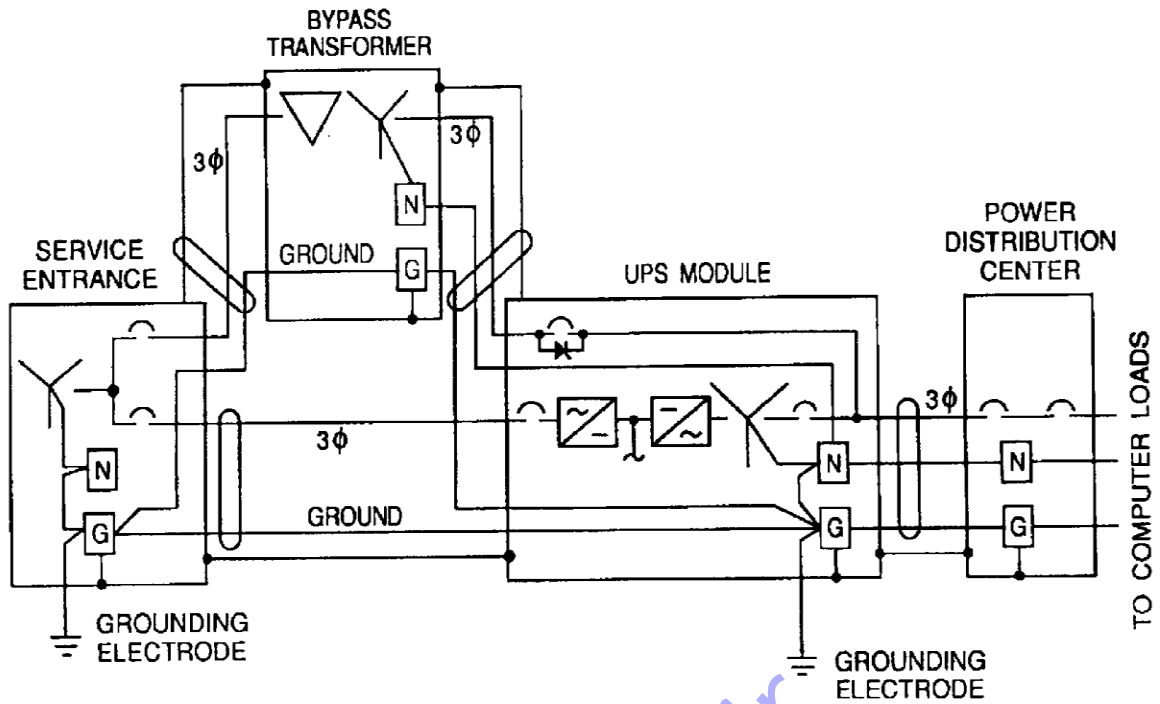 BYPASS
TRANSFORMER
3ϕ
3ϕ
N
GROUND
G
SERVICE
ENTRANCE
UPS MODULE
POWER
DISTRIBUTION
CENTER
3ϕ
3ϕ
N
N
N
GROUND
G
G
G
TO COMPUTER LOADS
GROUNDING
ELECTRODE
GROUNDING
ELECTRODE